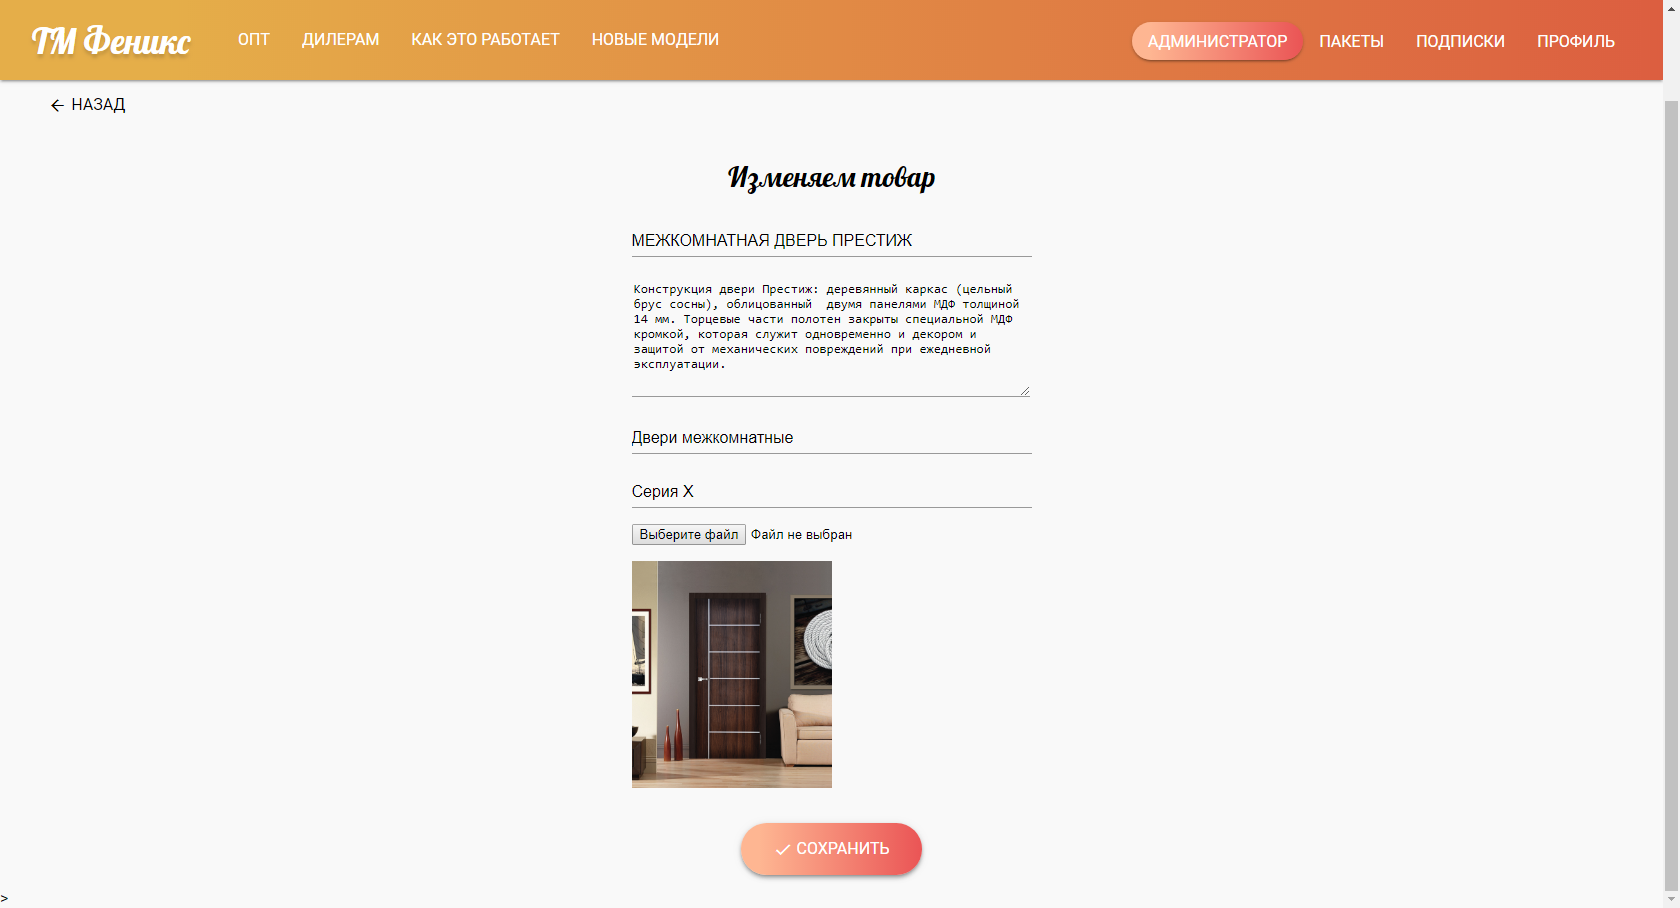 ТМ Феникс
ОПТ
ДИЛЕРАМ
КАК ЭТО РАБОТАЕТ
НОВЫЕ МОДЕЛИ
АДМИНИСТРАТОР
ПАКЕТЫ
ПОДПИСКИ
ПРОФИЛЬ
← НАЗАД
Изменяем товар
МЕЖКОМНАТНАЯ ДВЕРЬ ПРЕСТИЖ
Конструкция двери Престиж: деревянный каркас (цельный
брус сосны), облицованный  двумя панелями МДФ толщиной
14 мм. Торцевые части полотен закрыты специальной МДФ
кромкой, которая служит одновременно и декором и
защитой от механических повреждений при ежедневной
эксплуатации.
Двери межкомнатные
Серия X
Выберите файл Файл не выбран
СОХРАНИТЬ
>